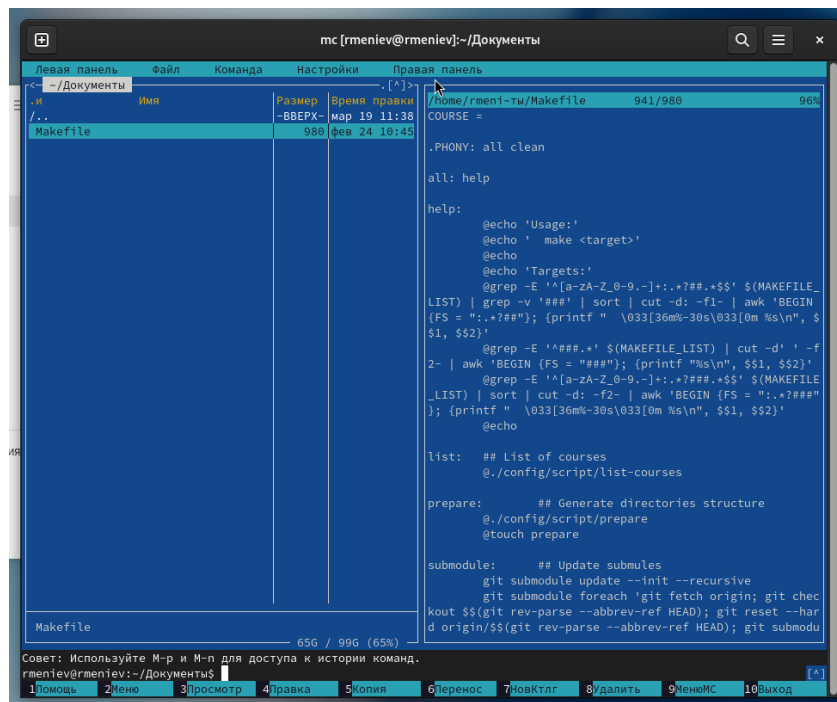 mc [rmeniev@rmeniev]:~/Документы
Левая панель Файл Команда Настройки Правая панель
<— ~/Документы .[^]>
.и Имя Размер Время правки
/.. -ВВЕРХ- мар 19 11:38
Makefile 980 фев 24 10:45
Makefile
65G / 99G (65%)
/home/rmeni~ты/Makefile 941/980 96%
COURSE =
.PHONY: all clean
all: help
help:
@echo 'Usage:'
@echo '  make <target>'
@echo
@echo 'Targets:'
@grep -E '^[a-zA-Z_0-9.-]+:.*?##.*$$' $(MAKEFILE_
LIST) | grep -v '###' | sort | cut -d: -f1- | awk 'BEGIN
{FS = ":.*?##"}; {printf "  \033[36m%-30s\033[0m %s\n", $
$1, $$2}'
@grep -E '^###.*' $(MAKEFILE_LIST) | cut -d' ' -f
2- | awk 'BEGIN {FS = "###"}; {printf "%s\n", $$1, $$2}'
@grep -E '^[a-zA-Z_0-9.-]+:.*?###.*$$' $(MAKEFILE
_LIST) | sort | cut -d: -f2- | awk 'BEGIN {FS = ":.*?###"
}; {printf "  \033[36m%-30s\033[0m %s\n", $$1, $$2}'
@echo
list: ## List of courses
@./config/script/list-courses
prepare: ## Generate directories structure
@./config/script/prepare
@touch prepare
submodule: ## Update submules
git submodule update --init --recursive
git submodule foreach 'git fetch origin; git chec
kout $$(git rev-parse --abbrev-ref HEAD); git reset --har
d origin/$$(git rev-parse --abbrev-ref HEAD); git submodu
Совет: Используйте M-p и M-n для доступа к истории команд.
rmeniev@rmeniev:~/Документы$ [^]
1Помощь 2Меню 3Просмотр 4Правка 5Копия 6Перенос 7НовКтлг 8Удалить 9МенюMC 10Выход